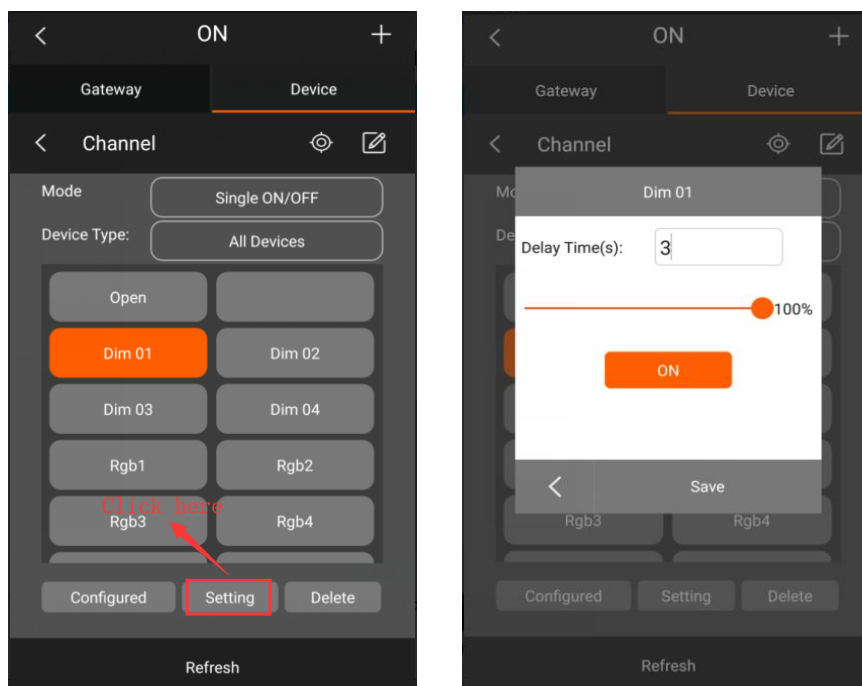 ON
Gateway Device
Channel
Mode Single ON/OFF
Device Type: All Devices
Open
Dim 01 Dim 02
Dim 03 Dim 04
Rgb1 Rgb2
Click here
Rgb3 Rgb4
Configured Setting Delete
Refresh
ON
Gateway Device
Channel
Mo
Dim 01
De
Delay Time(s): 3
100%
ON
Save
Rgb3 Rgb4
Configured Setting Delete
Refresh